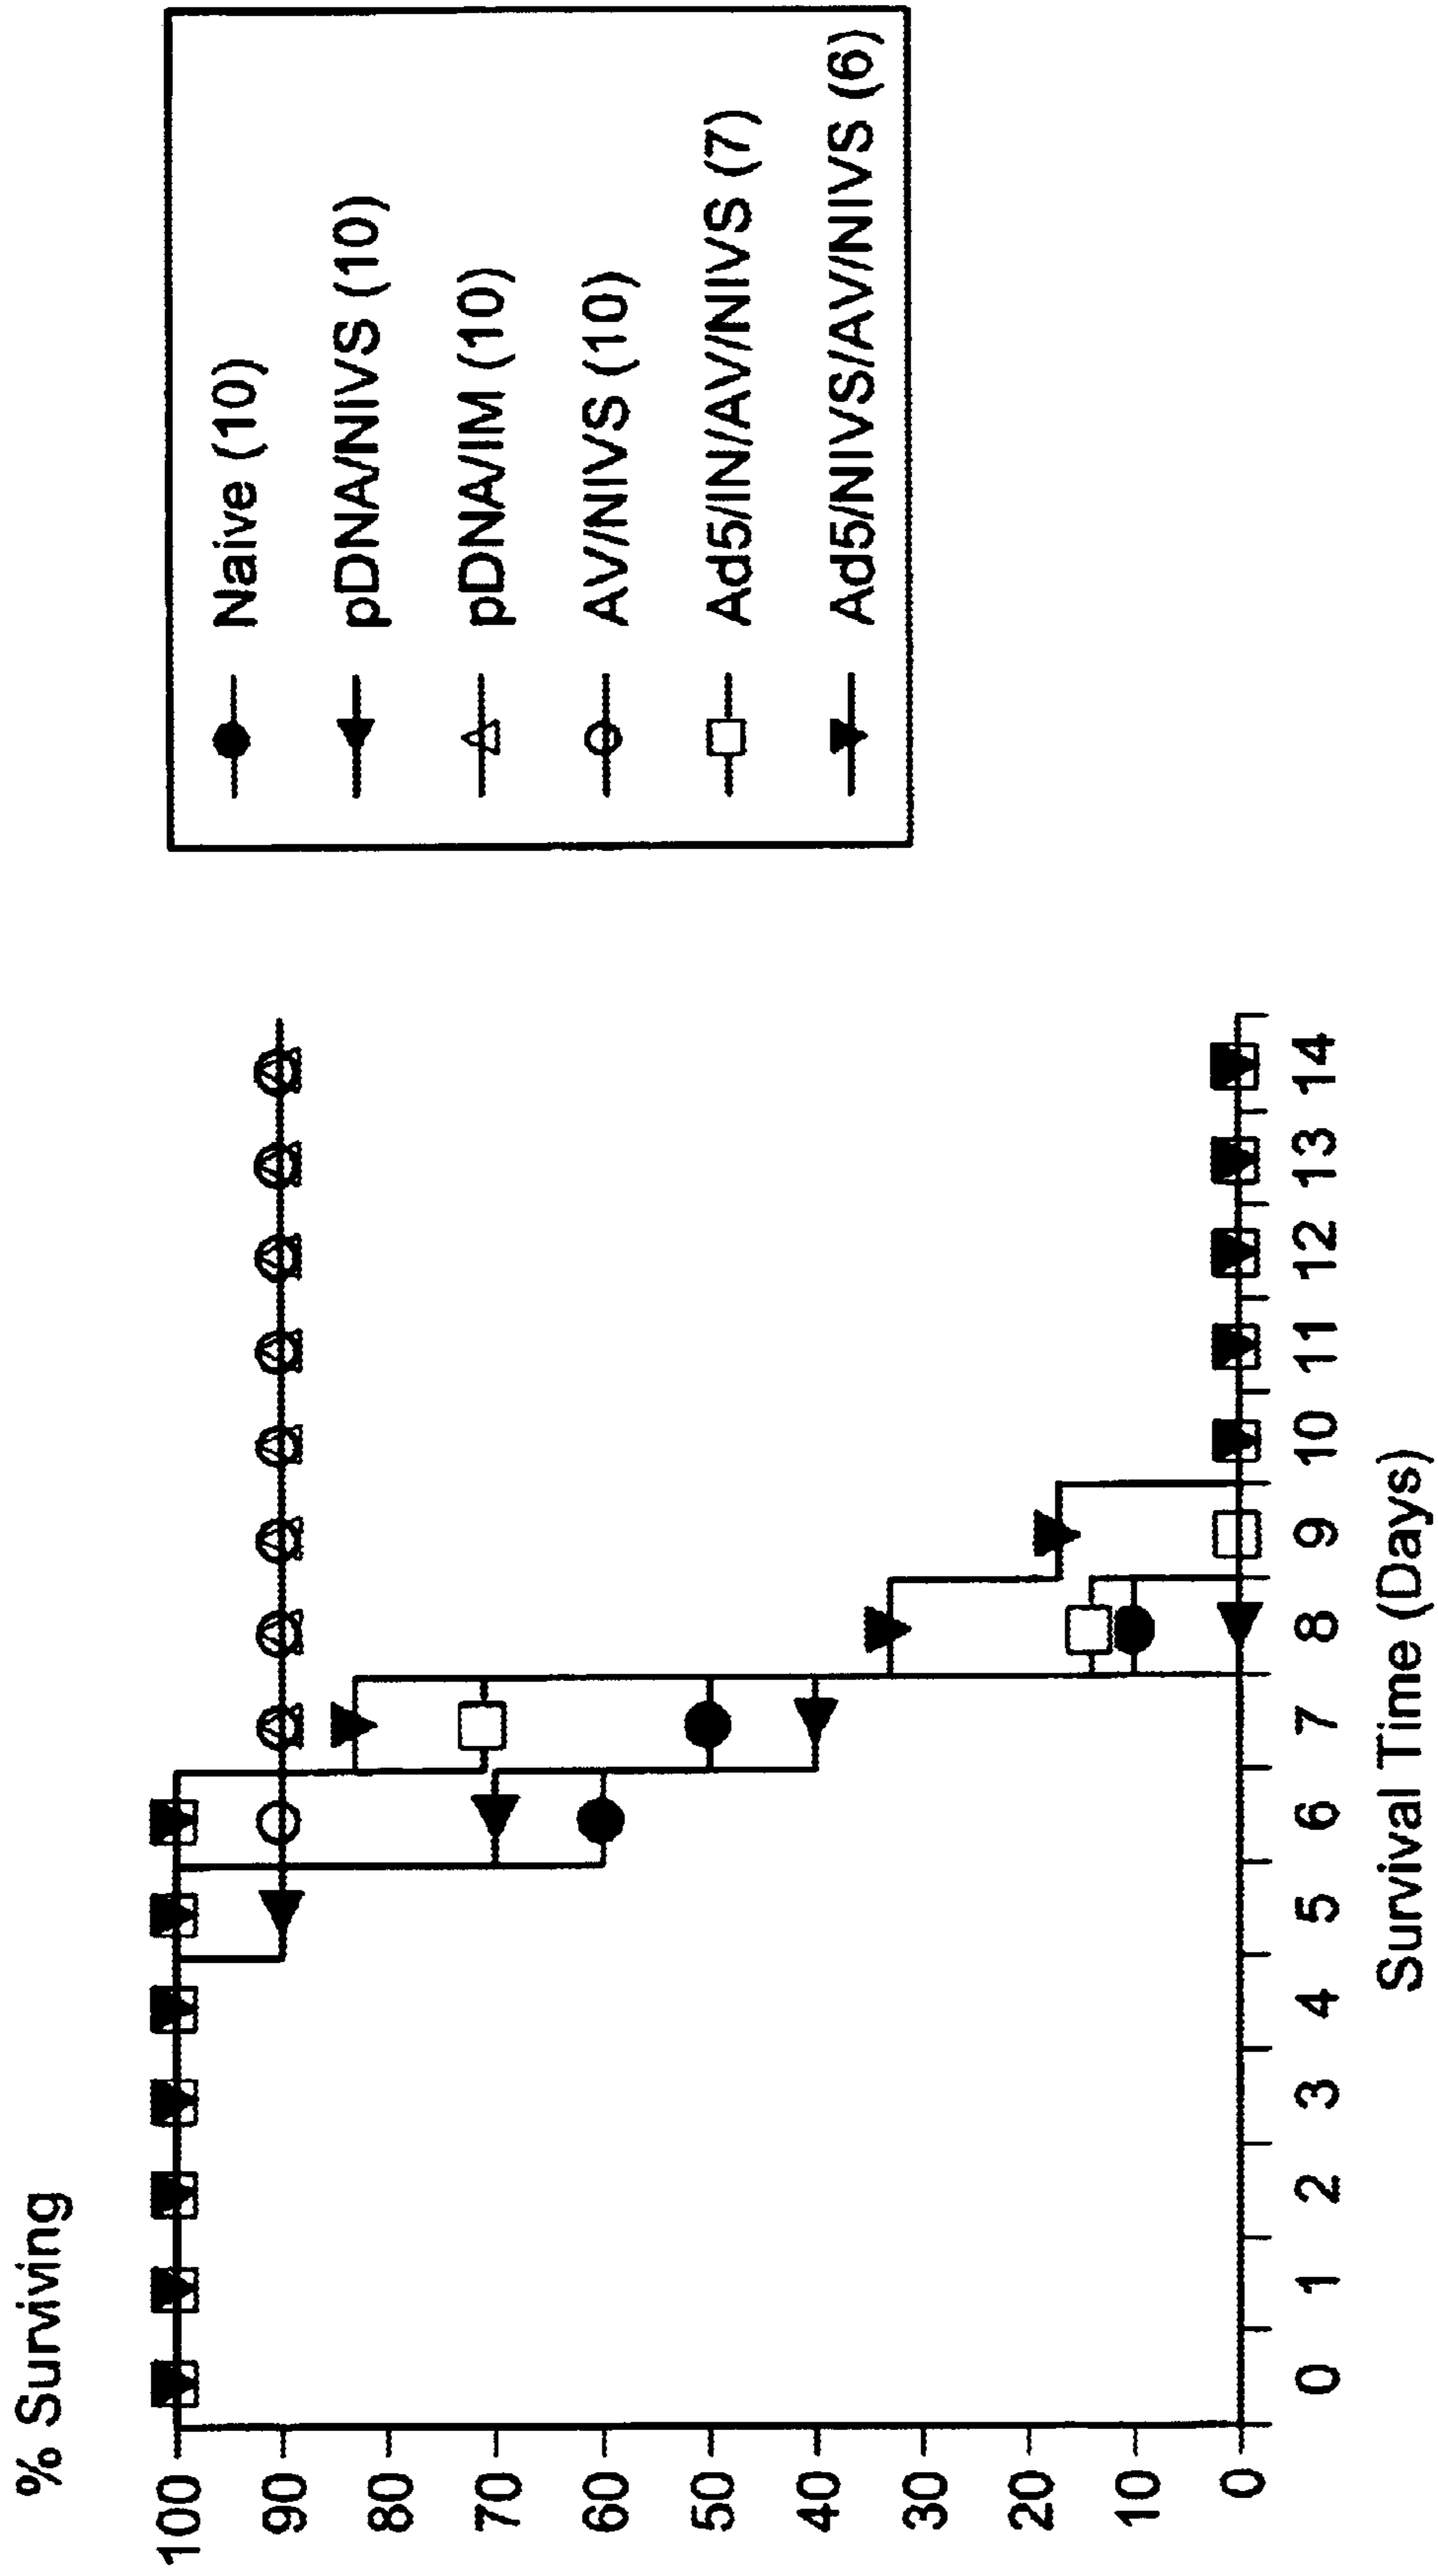 % Surviving
100
90
80
70
60
50
40
30
20
10
0
0 1 2 3 4 5 6 7 8 9 10 11 12 13 14
Survival Time (Days)
Naive (10)
pDNA/NIVS (10)
pDNA/IM (10)
AV/NIVS (10)
Ad5/IN/AV/NIVS (7)
Ad5/NIVS/AV/NIVS (6)